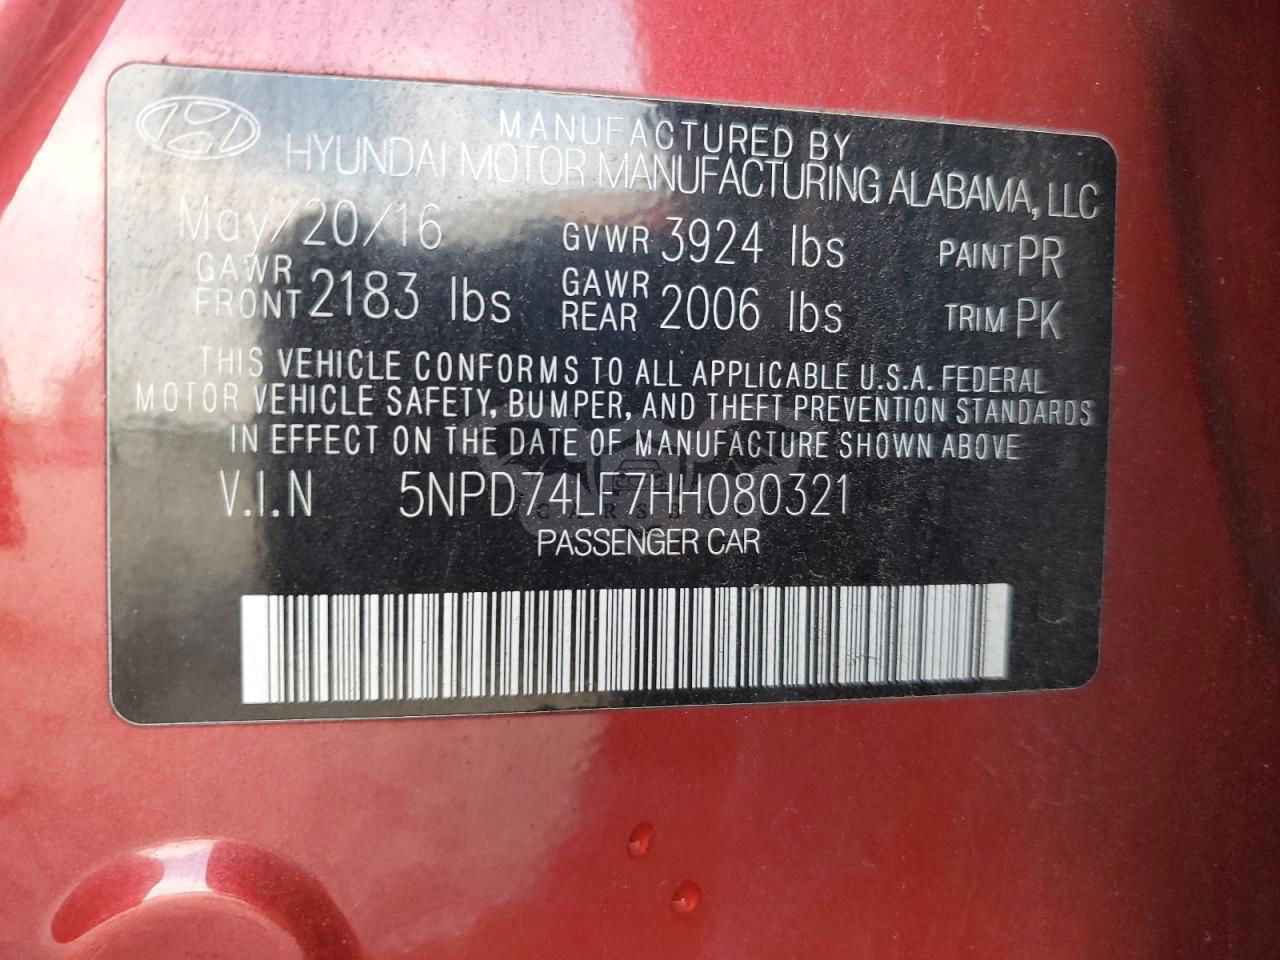 MANUFACTURED BY
HYUNDAI MOTOR MANUFACTURING ALABAMA, LLC
May/20/16 GVWR 3924 lbs PAINT PR
GAWR FRONT 2183 lbs GAWR REAR 2006 lbs TRIM PK
THIS VEHICLE CONFORMS TO ALL APPLICABLE U.S.A. FEDERAL
MOTOR VEHICLE SAFETY, BUMPER, AND THEFT PREVENTION STANDARDS
IN EFFECT ON THE DATE OF MANUFACTURE SHOWN ABOVE
V.I.N 5NPD74LF7HH080321
PASSENGER CAR